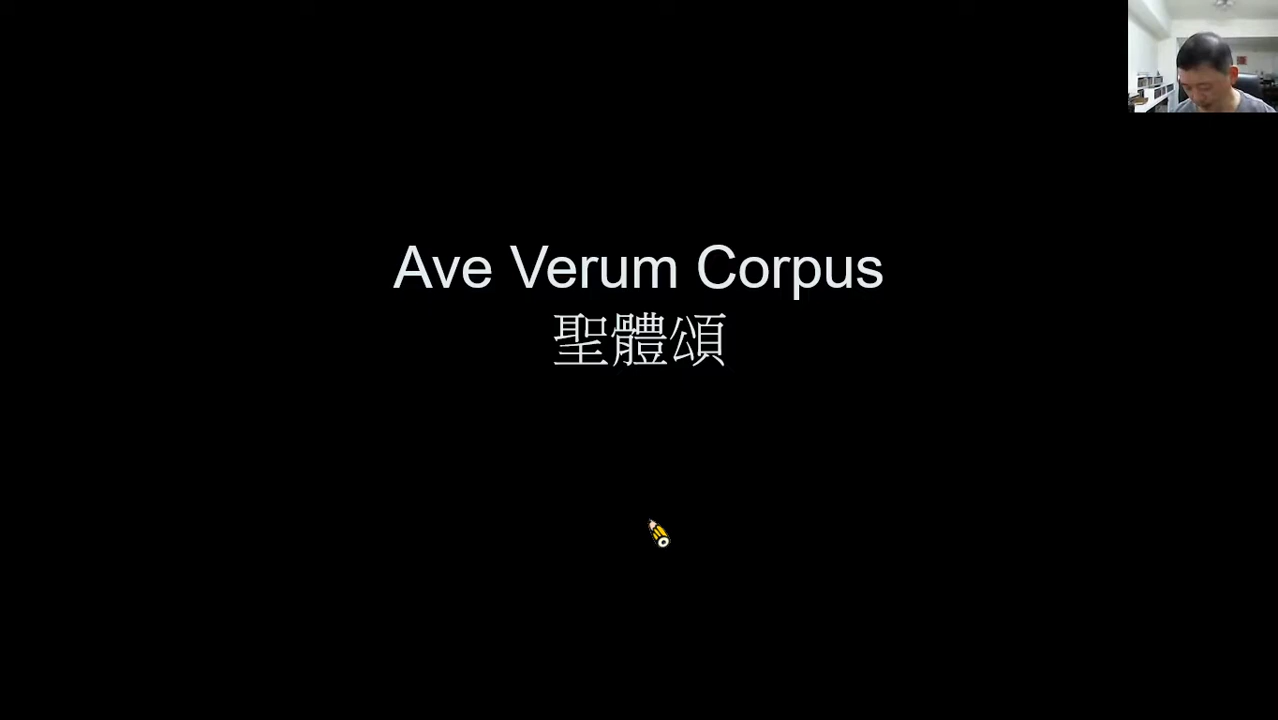 Ave Verum Corpus
聖體頌